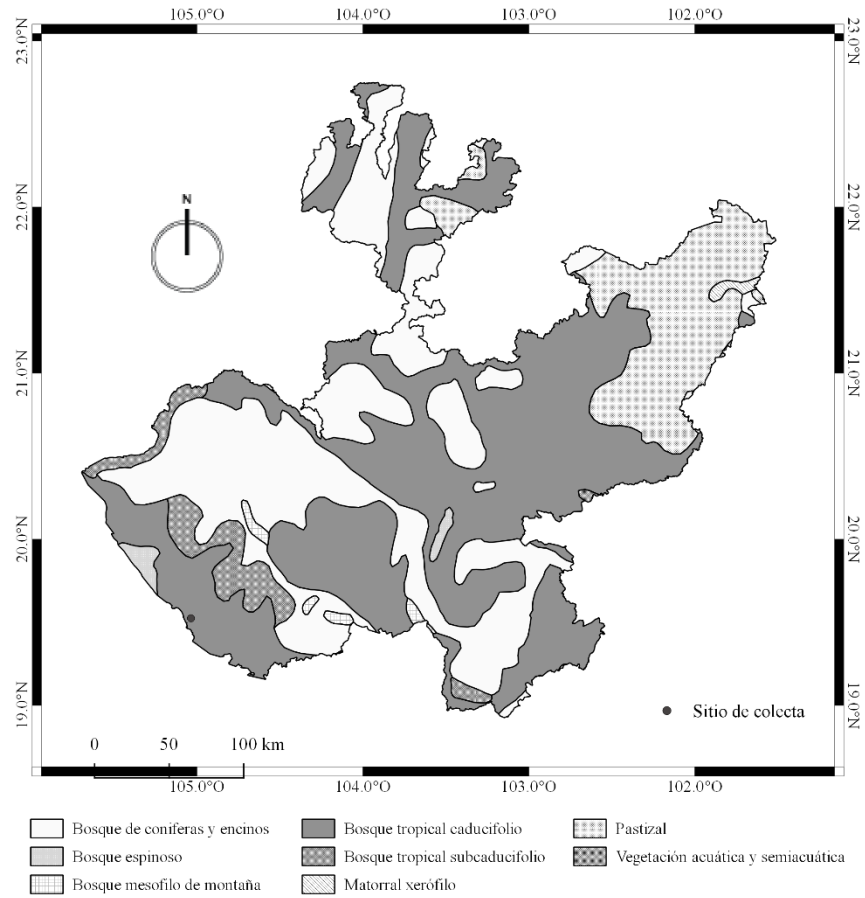 105.0°O 104.0°O 103.0°O 102.0°O
23.0°N 23.0°N
N
22.0°N 22.0°N
21.0°N 21.0°N
20.0°N 20.0°N
19.0°N 19.0°N
Sitio de colecta
0 50 100 km
105.0°O 104.0°O 103.0°O 102.0°O
Bosque de coniferas y encinos Bosque tropical caducifolio Pastizal
Bosque espinoso Bosque tropical subcaducifolio Vegetación acuática y semiacuática
Bosque mesofilo de montaña Matorral xerófilo